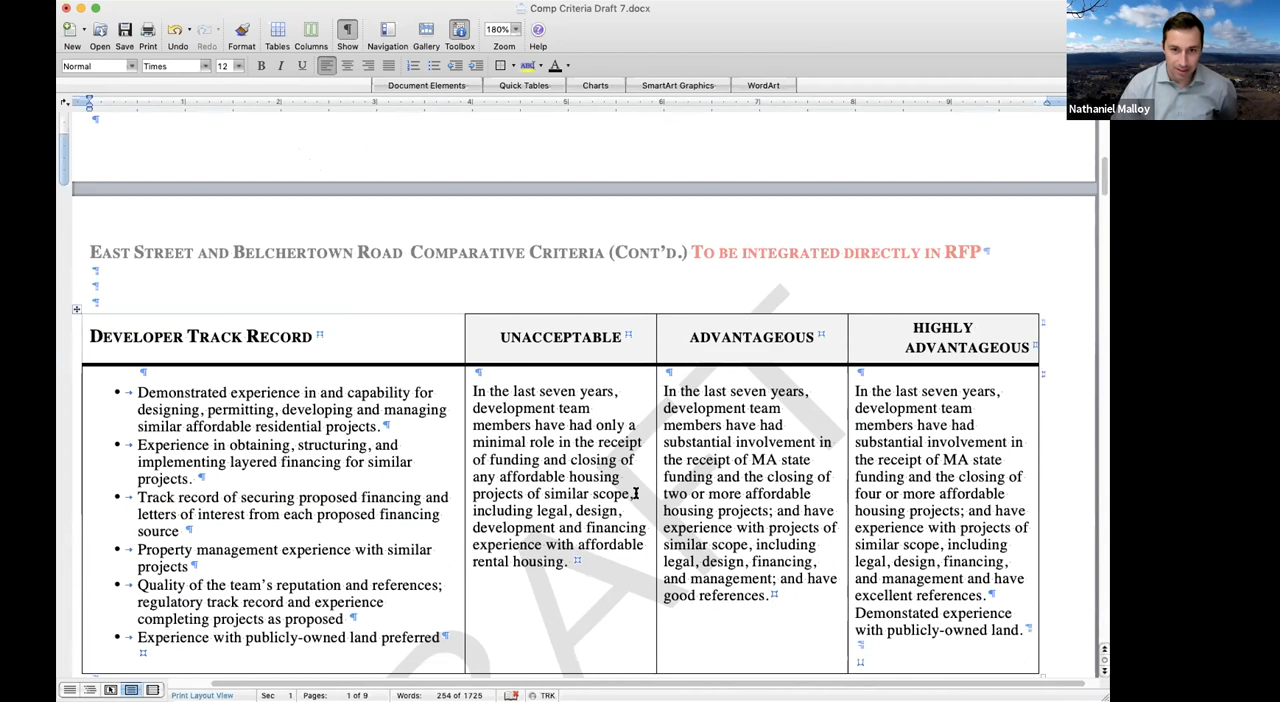 Comp Criteria Draft 7.docx
New Open Save Print Undo Redo Format Tables Columns Show Navigation Gallery Toolbox Zoom Help
180%
Normal Times 12 B I U ABC A
Document Elements Quick Tables Charts SmartArt Graphics WordArt
1 2 3 4 5 6 7 8 9
Nathaniel Malloy
EAST STREET AND BELCHERTOWN ROAD COMPARATIVE CRITERIA (CONT'D.) TO BE INTEGRATED DIRECTLY IN RFP
DEVELOPER TRACK RECORD
UNACCEPTABLE
ADVANTAGEOUS
HIGHLY
ADVANTAGEOUS
• Demonstrated experience in and capability for
designing, permitting, developing and managing
similar affordable residential projects.
• Experience in obtaining, structuring, and
implementing layered financing for similar
projects.
• Track record of securing proposed financing and
letters of interest from each proposed financing
source
• Property management experience with similar
projects
• Quality of the team's reputation and references;
regulatory track record and experience
completing projects as proposed
• Experience with publicly-owned land preferred
In the last seven years,
development team
members have had only a
minimal role in the receipt
of funding and closing of
any affordable housing
projects of similar scope,
including legal, design,
development and financing
experience with affordable
rental housing.
In the last seven years,
development team
members have had
substantial involvement in
the receipt of MA state
funding and the closing of
two or more affordable
housing projects; and have
experience with projects of
similar scope, including
legal, design, financing,
and management; and have
good references.
In the last seven years,
development team
members have had
substantial involvement in
the receipt of MA state
funding and the closing of
four or more affordable
housing projects; and have
experience with projects of
similar scope, including
legal, design, financing,
and management and have
excellent references.
Demonstated experience
with publicly-owned land.
DRAFT
Print Layout View Sec 1 Pages: 1 of 9 Words: 254 of 1725 TRK